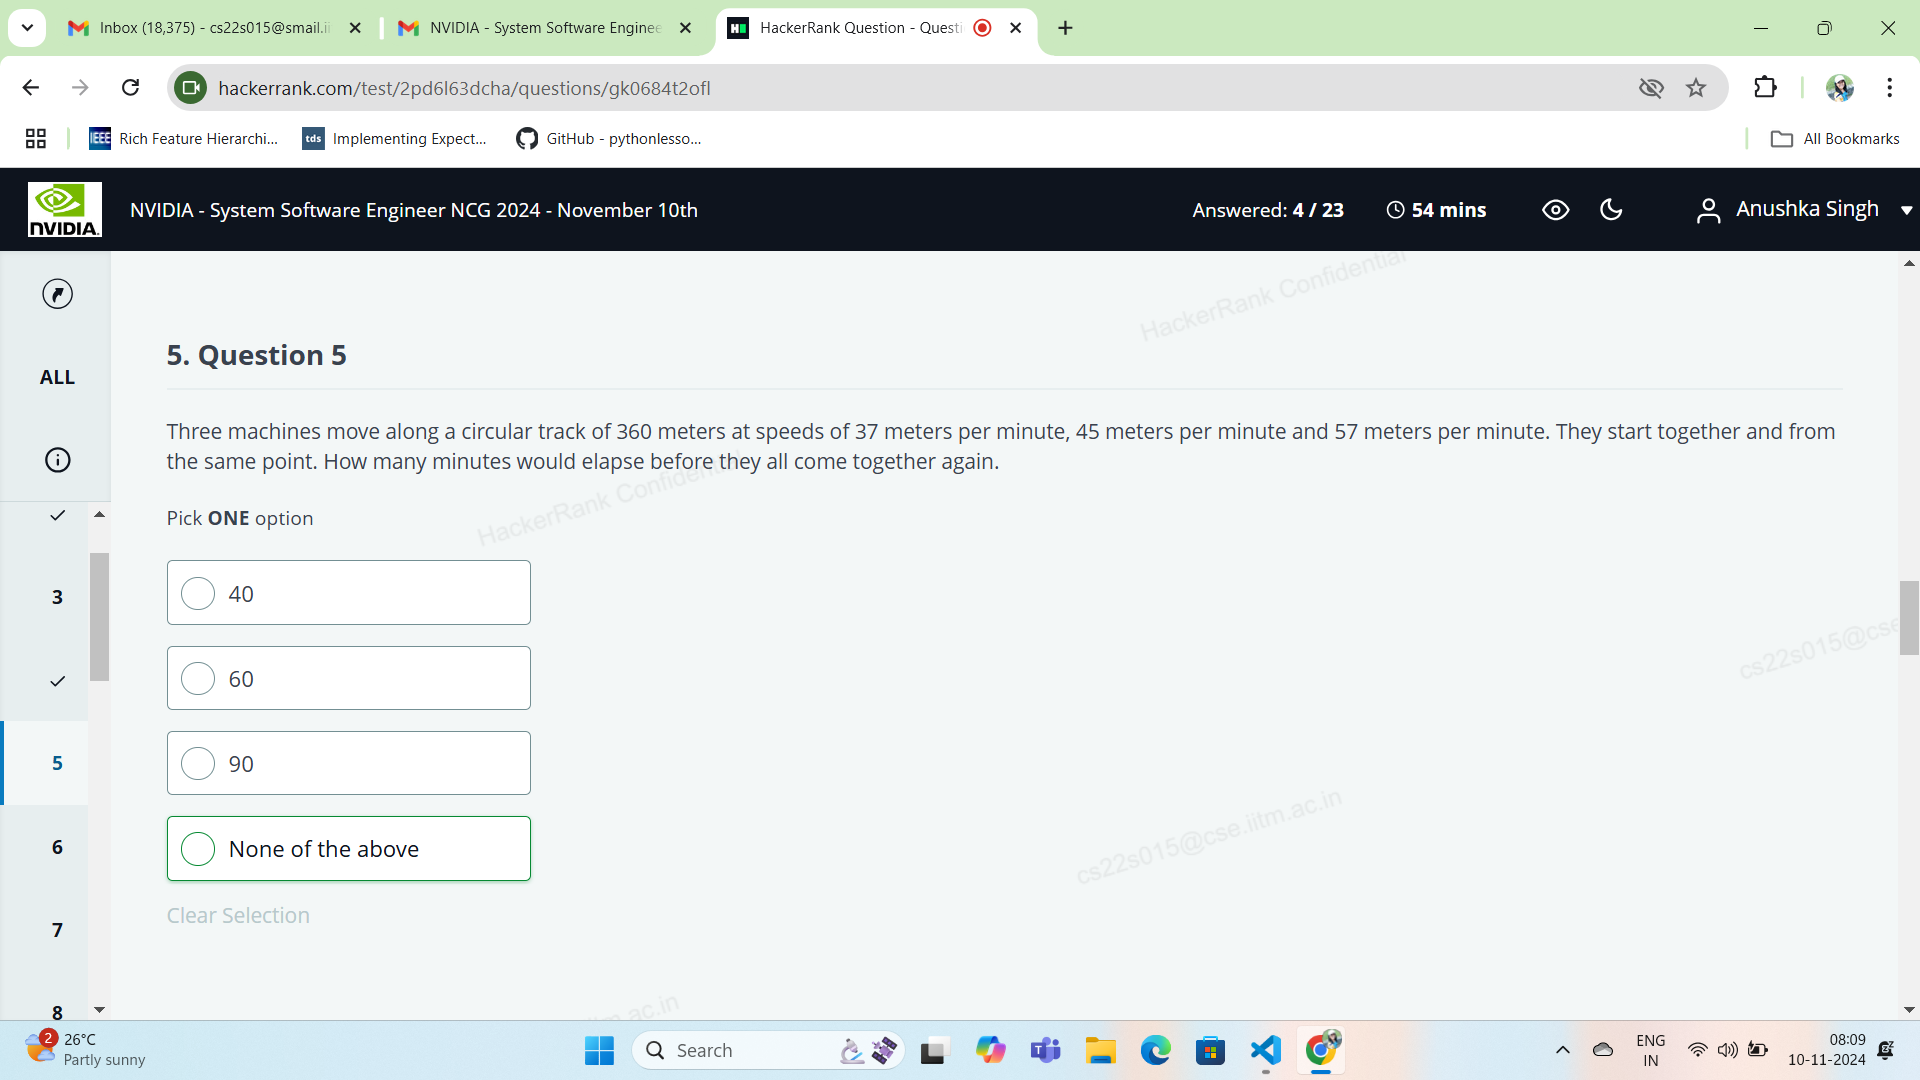 Inbox (18,375) - cs22s015@smail.ii
NVIDIA - System Software Enginee
HackerRank Question - Questi
hackerrank.com/test/2pd6l63dcha/questions/gk0684t2ofl
IEEE Rich Feature Hierarchi...
tds Implementing Expect...
GitHub - pythonlesso...
All Bookmarks
NVIDIA.
NVIDIA - System Software Engineer NCG 2024 - November 10th
Answered: 4 / 23
54 mins
Anushka Singh
HackerRank Confidential
ALL
5. Question 5
Three machines move along a circular track of 360 meters at speeds of 37 meters per minute, 45 meters per minute and 57 meters per minute. They start together and from
the same point. How many minutes would elapse before they all come together again.
HackerRank Confidential
Pick ONE option
40
60
90
None of the above
Clear Selection
3
5
6
7
8
cs22s015@cse
cs22s015@cse.iitm.ac.in
ac.in
2
26°C
Partly sunny
Search
ENG
IN
08:09
10-11-2024